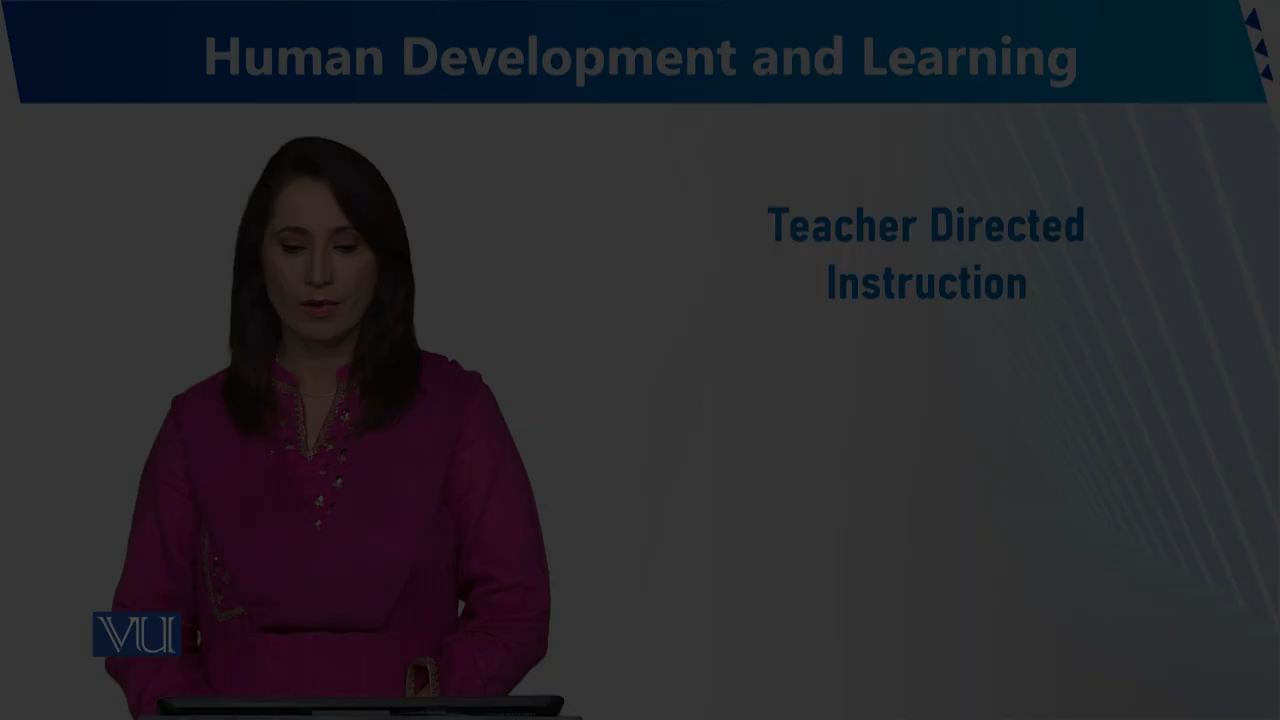 Human Development and Learning
Teacher Directed
Instruction
VU